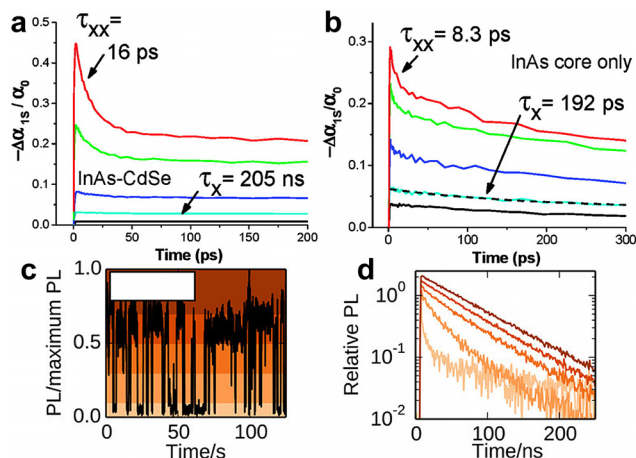 a
τxx=
16 ps
InAs-CdSe
τx = 205 ns
-Δα1s / α0
0.5
0.4
0.3
0.2
0.1
0.0
0 50 100 150 200
Time (ps)
b
τxx= 8.3 ps
InAs core only
τx = 192 ps
-Δα1s/α0
0.3
0.2
0.1
0.0
0 100 200 300
Time (ps)
c
PL/maximum PL
1.0
0.5
0.0
0 50 100
Time/s
d
Relative PL
10^0
10^-1
10^-2
0 100 200
Time/ns